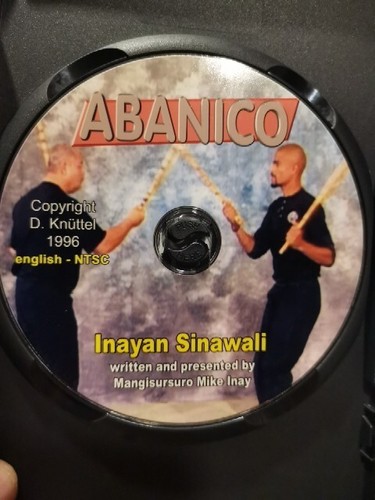 ABANICO
Copyright
D. Knüttel
1996
english - NTSC
Inayan Sinawali
written and presented by
Mangisursuro Mike Inay